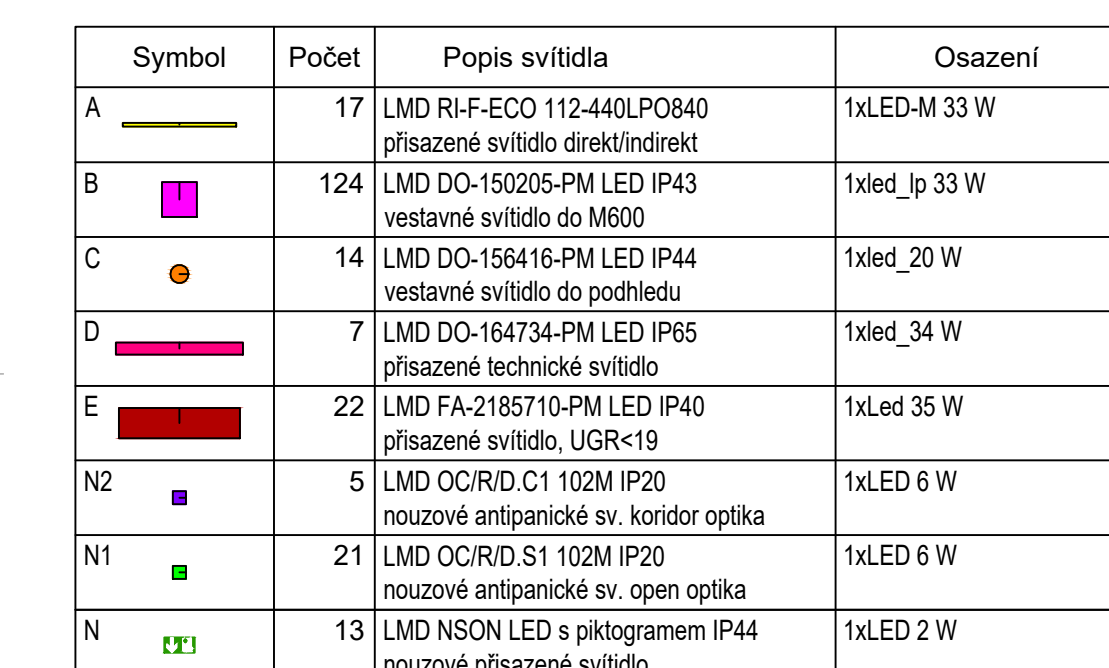 Symbol Počet Popis svítidla Osazení
A 17 LMD RI-F-ECO 112-440LPO840 1xLED-M 33 W
přisazené svítidlo direkt/indirekt
B 124 LMD DO-150205-PM LED IP43 1xled_lp 33 W
vestavné svítidlo do M600
C 14 LMD DO-156416-PM LED IP44 1xled_20 W
vestavné svítidlo do podhledu
D 7 LMD DO-164734-PM LED IP65 1xled_34 W
přisazené technické svítidlo
E 22 LMD FA-2185710-PM LED IP40 1xLed 35 W
přisazené svítidlo, UGR<19
N2 5 LMD OC/R/D.C1 102M IP20 1xLED 6 W
nouzové antipanické sv. koridor optika
N1 21 LMD OC/R/D.S1 102M IP20 1xLED 6 W
nouzové antipanické sv. open optika
N 13 LMD NSON LED s piktogramem IP44 1xLED 2 W
nouzové přisazené svítidlo